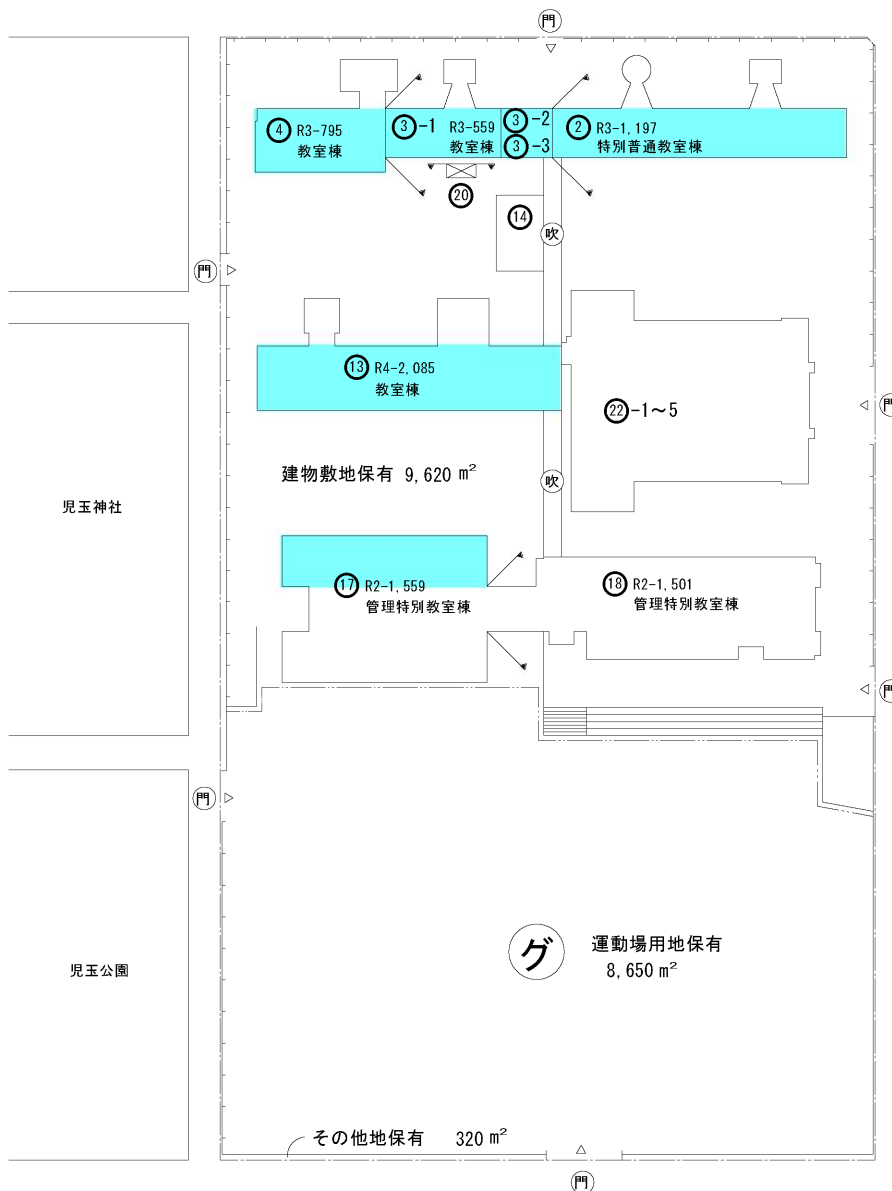 門
④ R3-795
教室棟
③-1 R3-559
教室棟
③-2
③-3
② R3-1,197
特別普通教室棟
⑳
⑭
吹
門
⑬ R4-2,085
教室棟
㉒-1～5
門
建物敷地保有 9,620 m²
吹
児玉神社
⑰ R2-1,559
管理特別教室棟
⑱ R2-1,501
管理特別教室棟
門
門
グ
運動場用地保有
8,650 m²
児玉公園
その他地保有 320 m²
門